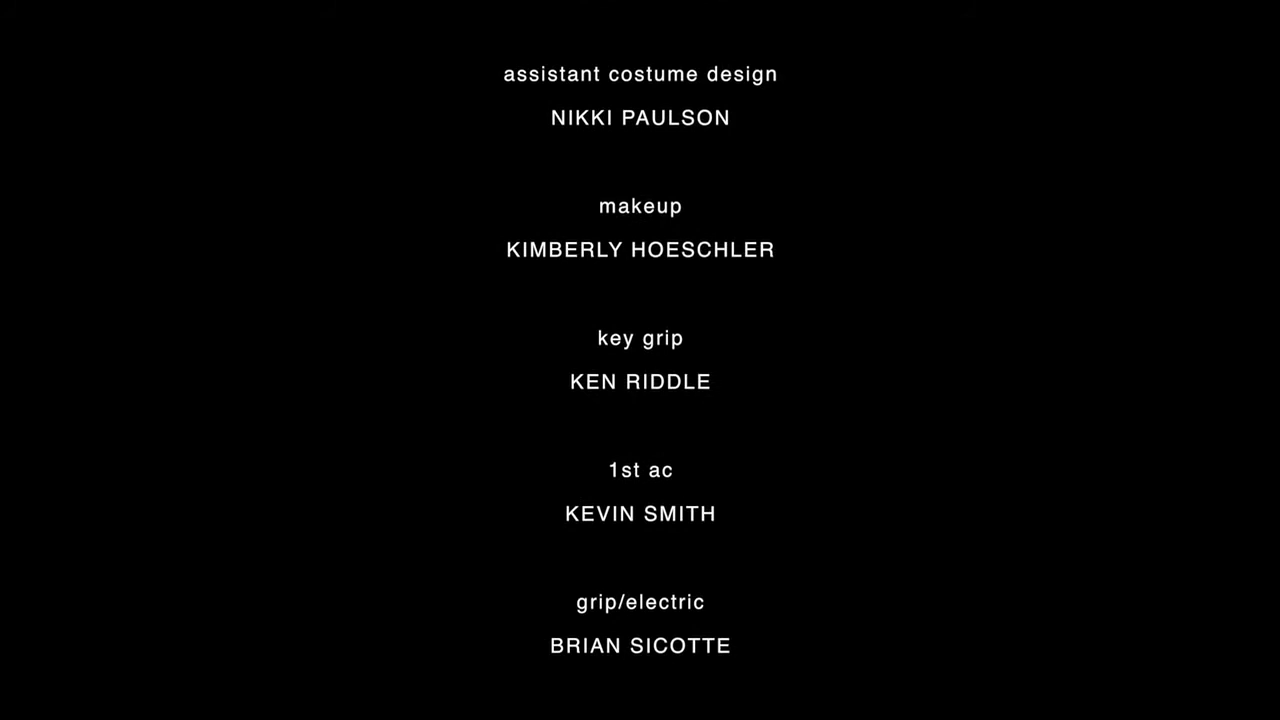 assistant costume design
NIKKI PAULSON
makeup
KIMBERLY HOESCHLER
key grip
KEN RIDDLE
1st ac
KEVIN SMITH
grip/electric
BRIAN SICOTTE